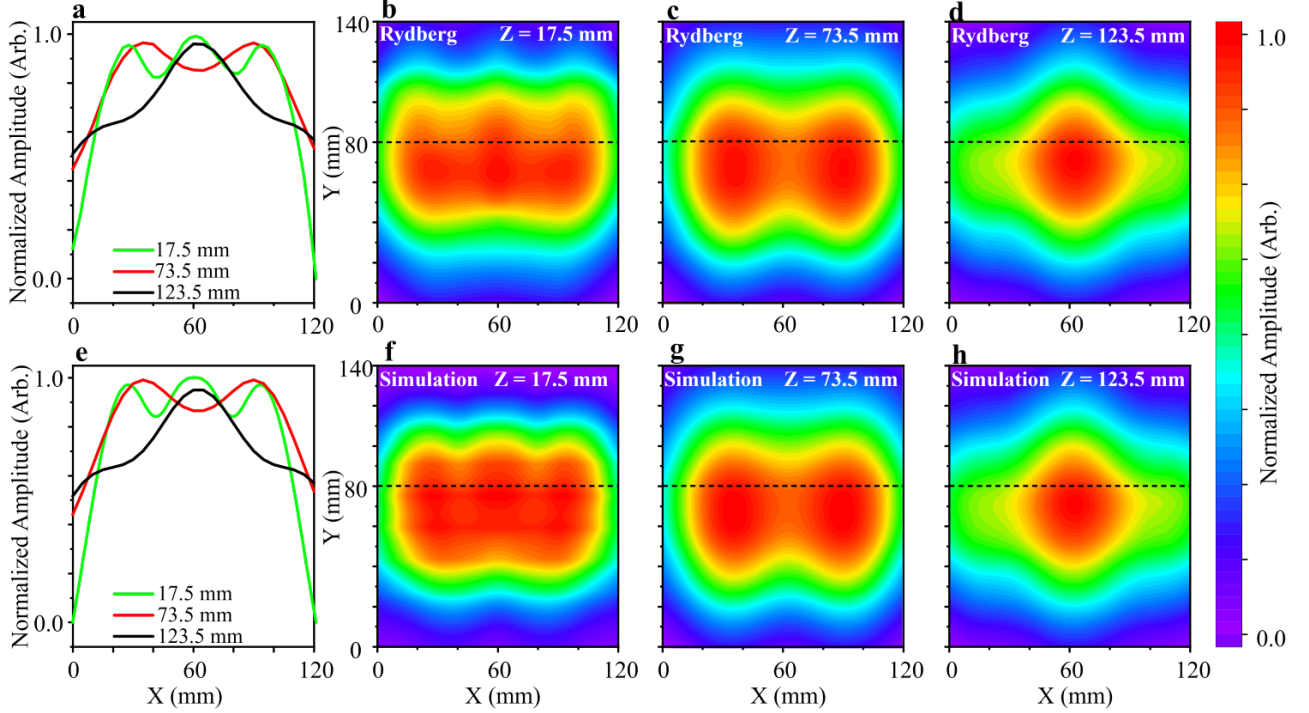 a
Normalized Amplitude (Arb.)
1.0
0.0
17.5 mm
73.5 mm
123.5 mm
0 60 120
b
Rydberg Z = 17.5 mm
Y (mm)
140
80
0
0 60 120
c
Rydberg Z = 73.5 mm
0 60 120
d
Rydberg Z = 123.5 mm
0 60 120
e
Normalized Amplitude (Arb.)
1.0
0.0
17.5 mm
73.5 mm
123.5 mm
0 60 120
X (mm)
f
Simulation Z = 17.5 mm
Y (mm)
140
80
0
0 60 120
X (mm)
g
Simulation Z = 73.5 mm
0 60 120
X (mm)
h
Simulation Z = 123.5 mm
0 60 120
X (mm)
1.0
Normalized Amplitude (Arb.)
0.0